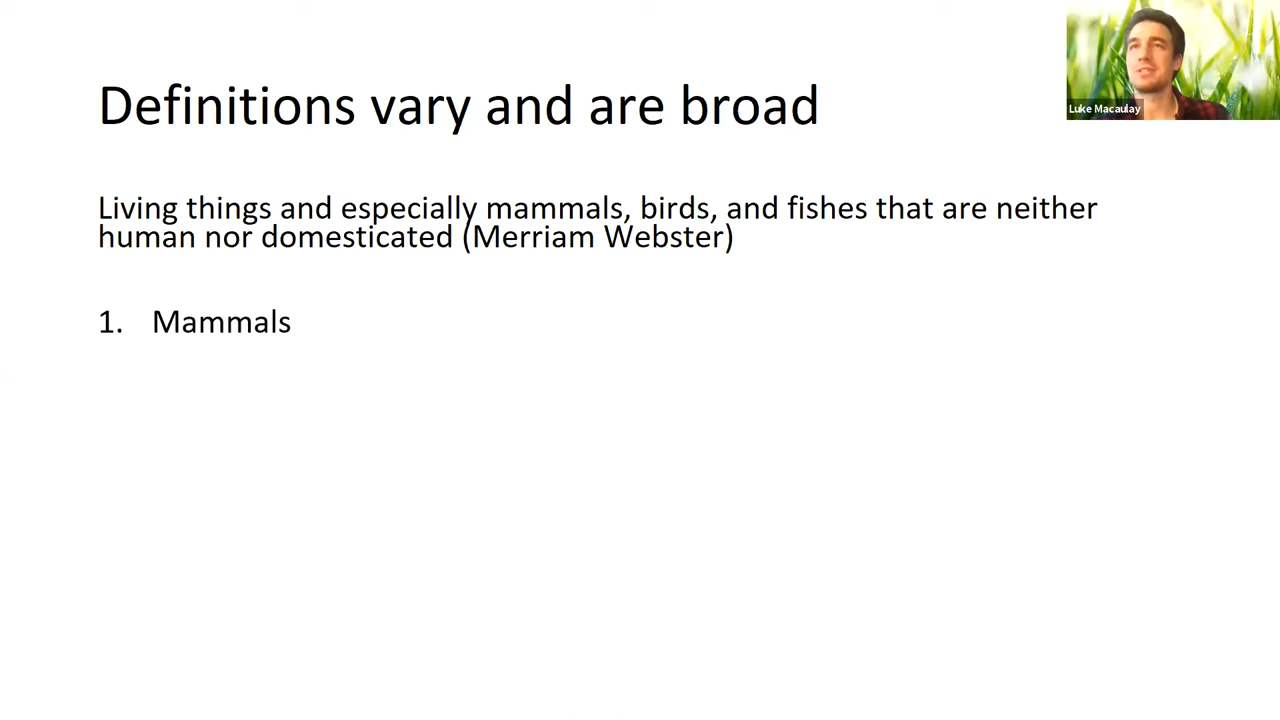 Luke Macaulay
Definitions vary and are broad
Living things and especially mammals, birds, and fishes that are neither
human nor domesticated (Merriam Webster)
1. Mammals